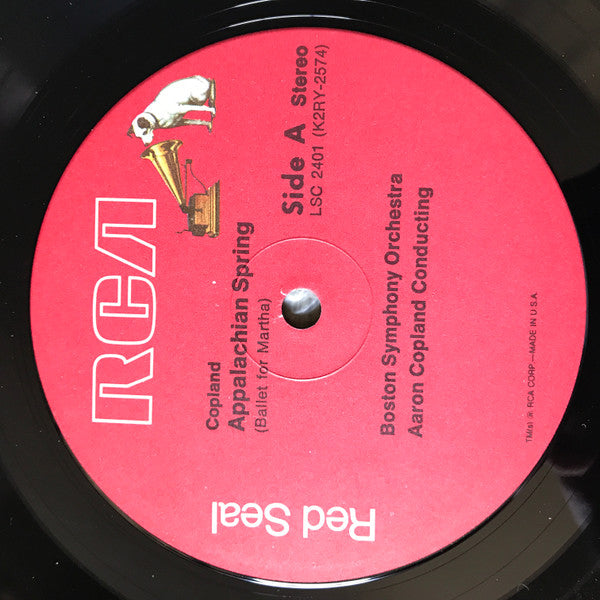 RCA
Side A Stereo
LSC 2401 (K2RY-2574)
Copland
Appalachian Spring
(Ballet for Martha)
Boston Symphony Orchestra
Aaron Copland Conducting
TM(s) ® RCA CORP.—MADE IN U.S.A.
Red Seal